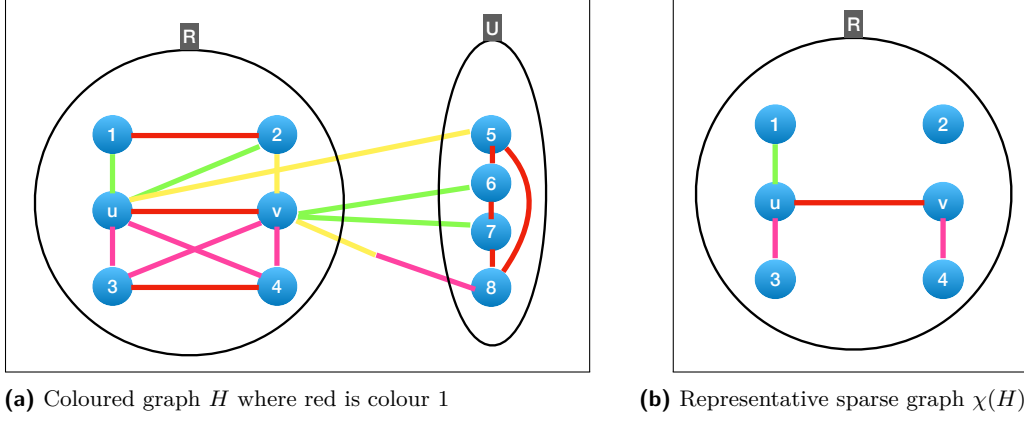 R
U
R
1
2
5
1
2
6
u
v
7
u
v
3
4
8
3
4
(a) Coloured graph H where red is colour 1
(b) Representative sparse graph χ(H)